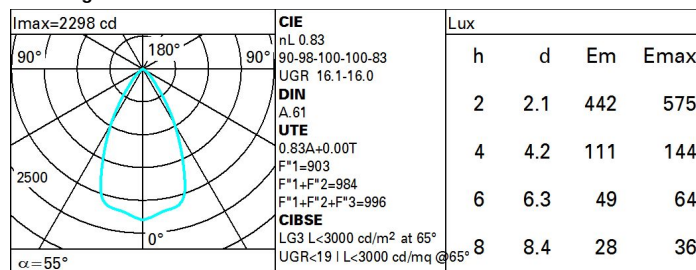 Imax=2298 cd
90°
180°
90°
2500
0°
α=55°
CIE
nL 0.83
90-98-100-100-83
UGR 16.1-16.0
DIN
A.61
UTE
0.83A+0.00T
F"1=903
F"1+F"2=984
F"1+F"2+F"3=996
CIBSE
LG3 L<3000 cd/m² at 65°
UGR<19 | L<3000 cd/mq @65°
Lux
h d Em Emax
2 2.1 442 575
4 4.2 111 144
6 6.3 49 64
8 8.4 28 36